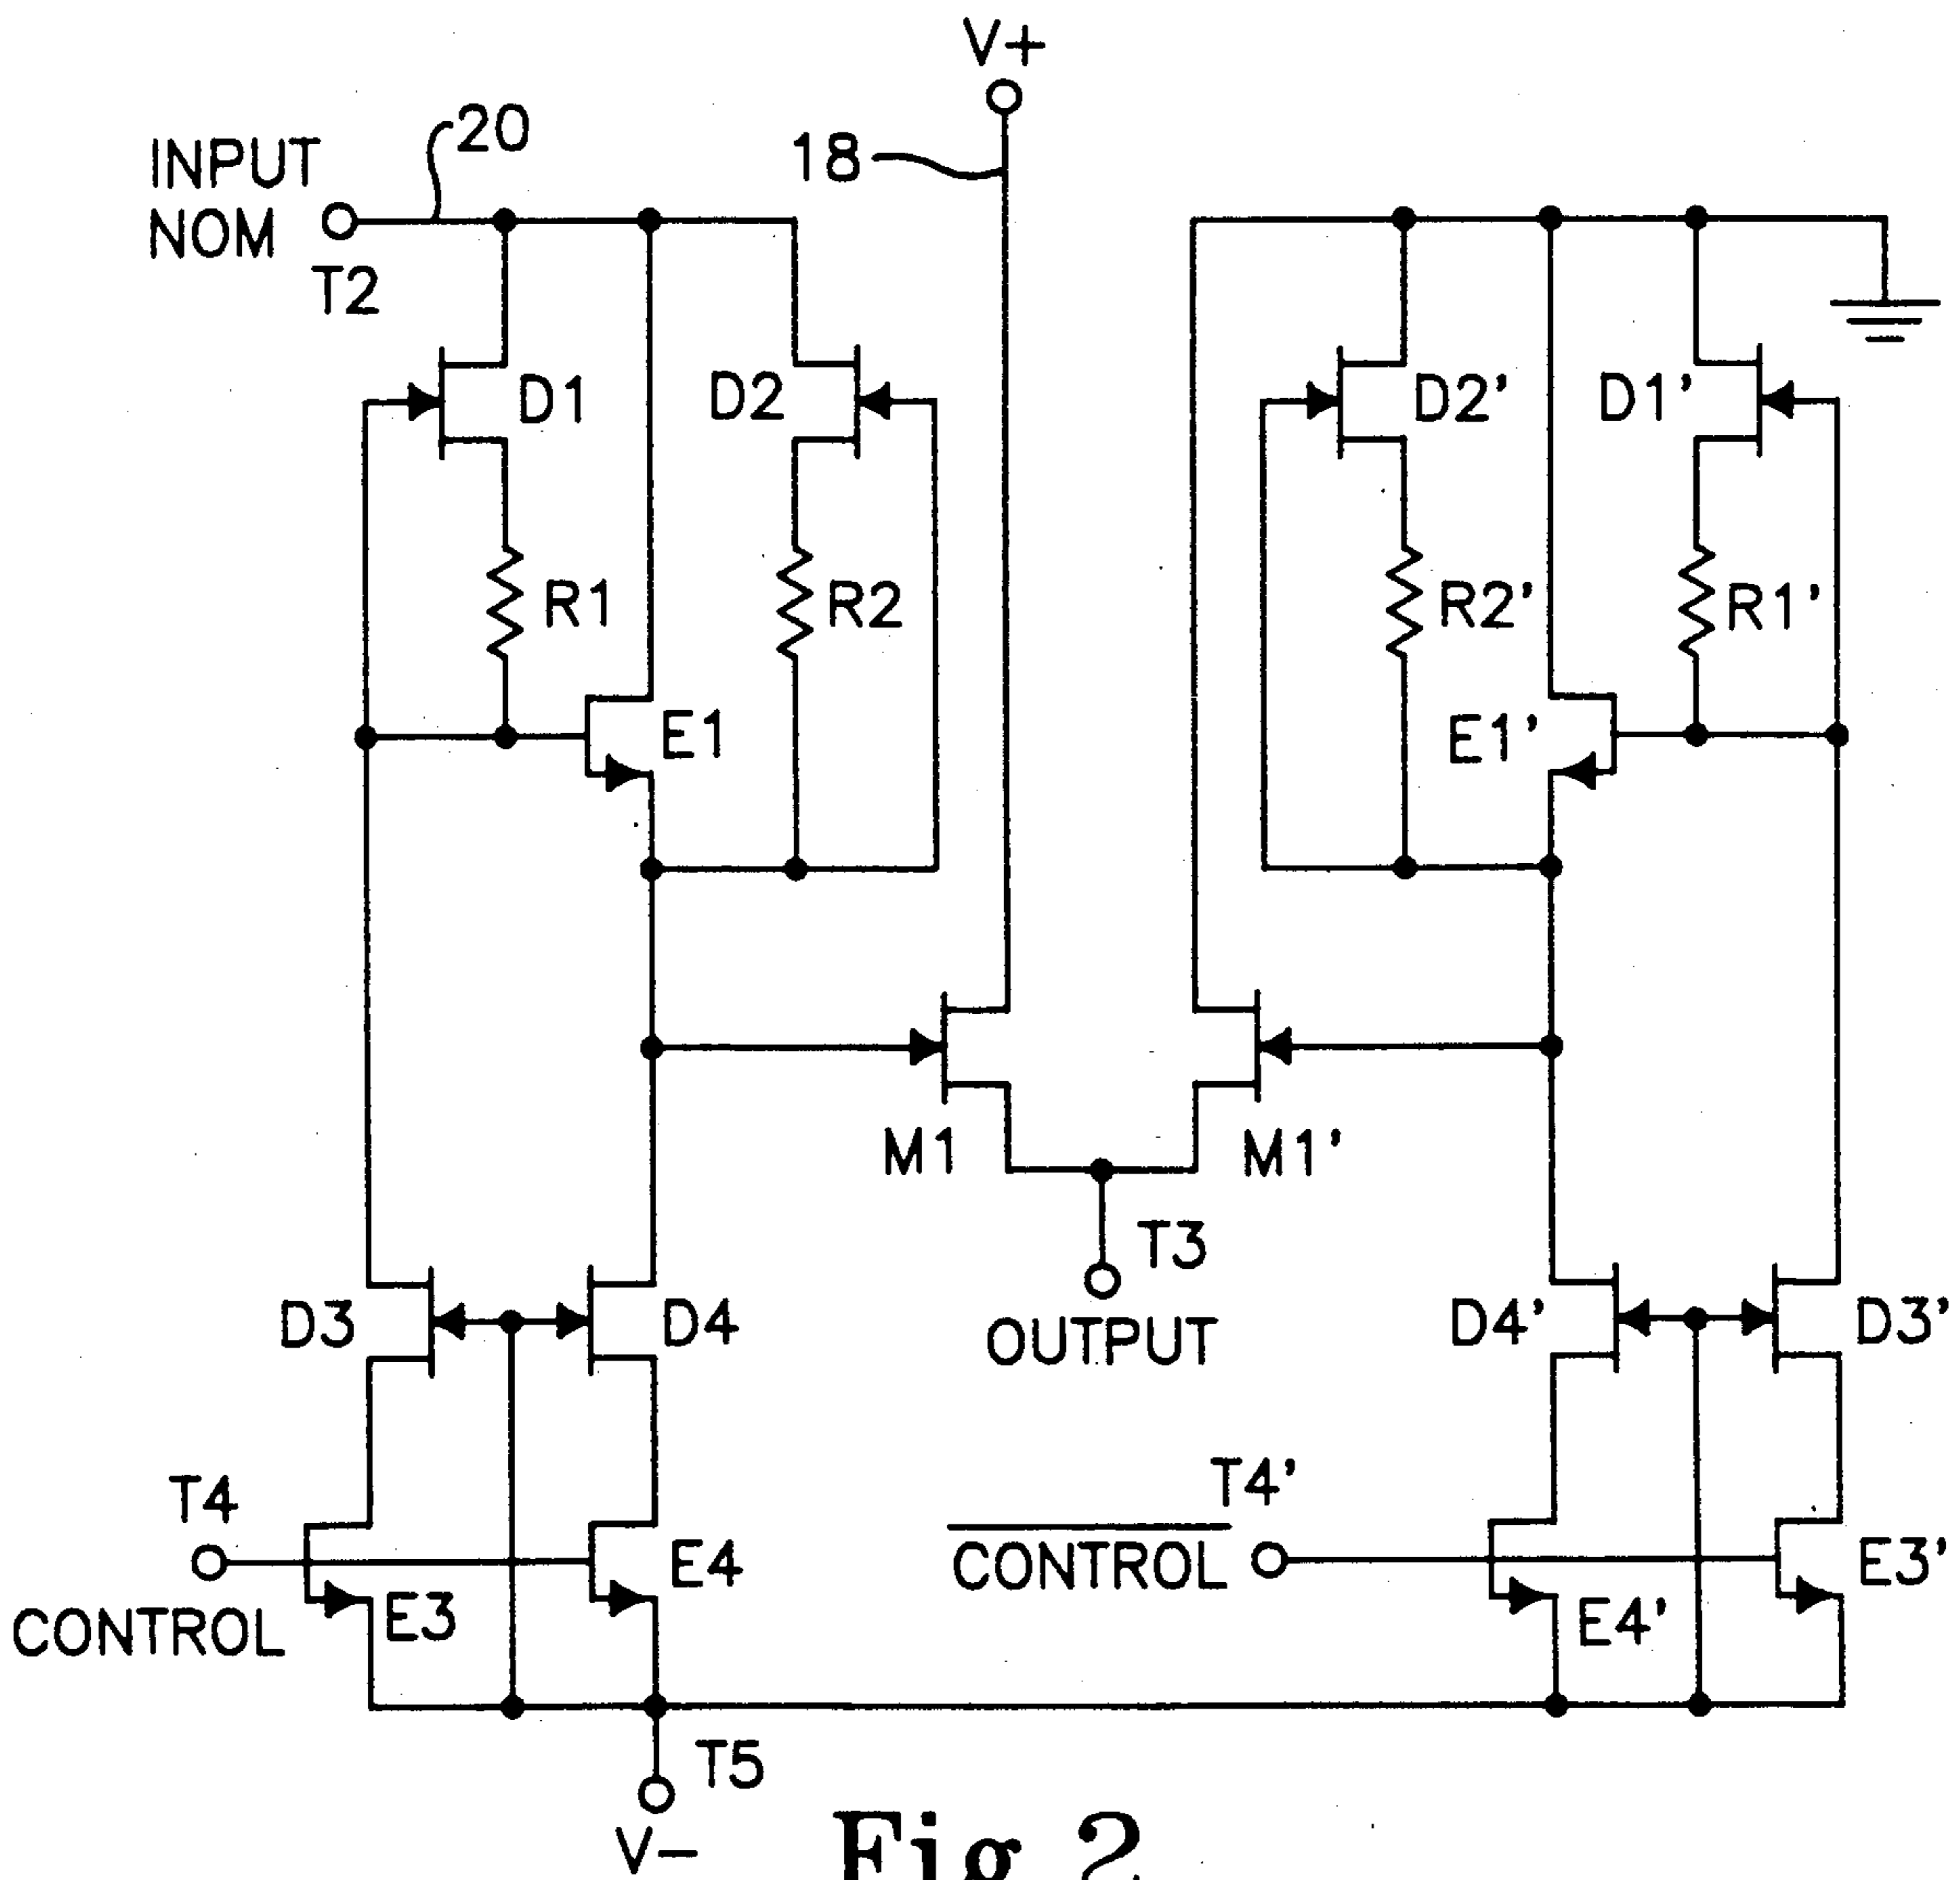 V+
20
18
INPUT
NOM
T2
D1
D2
D2'
D1'
R1
R2
R2'
R1'
E1
E1'
M1
M1'
T3
OUTPUT
D3
D4
D4'
D3'
T4
T4'
CONTROL
E3
E4
CONTROL
E4'
E3'
T5
V-
Fig 2